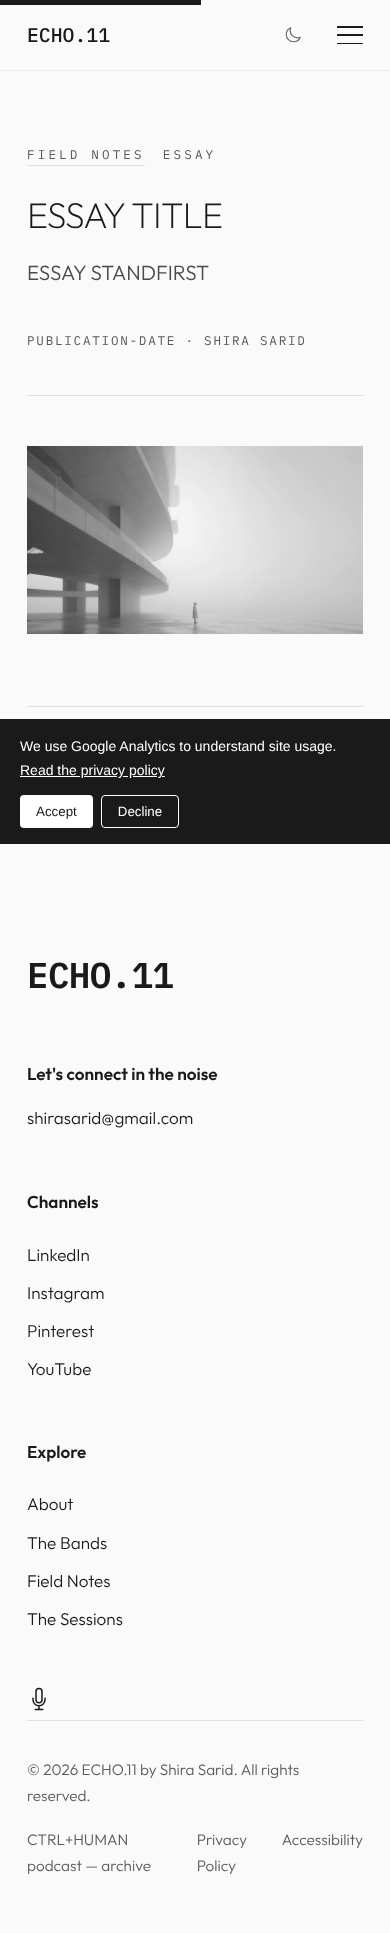 ECHO.11
FIELD NOTES ESSAY
ESSAY TITLE
ESSAY STANDFIRST
PUBLICATION-DATE · SHIRA SARID
We use Google Analytics to understand site usage.
Read the privacy policy
Accept Decline
ECHO.11
Let's connect in the noise
shirasarid@gmail.com
Channels
LinkedIn
Instagram
Pinterest
YouTube
Explore
About
The Bands
Field Notes
The Sessions
© 2026 ECHO.11 by Shira Sarid. All rights
reserved.
CTRL+HUMAN Privacy Accessibility
podcast — archive Policy